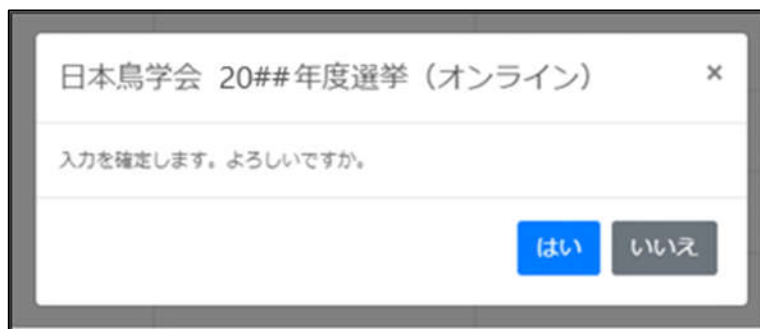 日本鳥学会 20##年度選挙（オンライン） ×
入力を確定します。よろしいですか。
はい いいえ